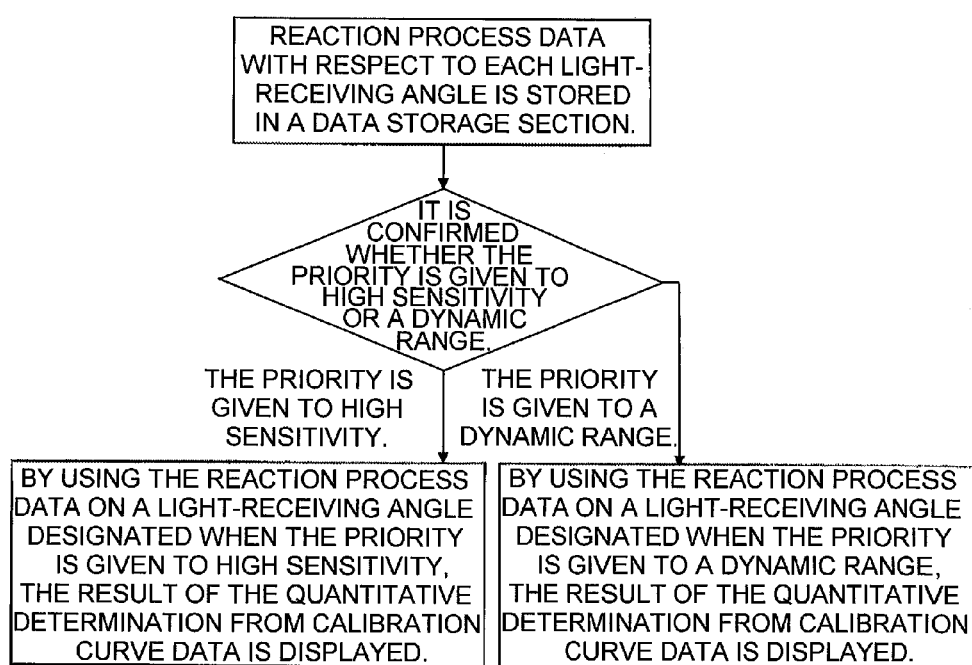 REACTION PROCESS DATA
WITH RESPECT TO EACH LIGHT-
RECEIVING ANGLE IS STORED
IN A DATA STORAGE SECTION.
IT IS
CONFIRMED
WHETHER THE
PRIORITY IS GIVEN TO
HIGH SENSITIVITY
OR A DYNAMIC
RANGE.
THE PRIORITY IS
GIVEN TO HIGH
SENSITIVITY.
THE PRIORITY
IS GIVEN TO A
DYNAMIC RANGE.
BY USING THE REACTION PROCESS
DATA ON A LIGHT-RECEIVING ANGLE
DESIGNATED WHEN THE PRIORITY
IS GIVEN TO HIGH SENSITIVITY,
THE RESULT OF THE QUANTITATIVE
DETERMINATION FROM CALIBRATION
CURVE DATA IS DISPLAYED.
BY USING THE REACTION PROCESS
DATA ON A LIGHT-RECEIVING ANGLE
DESIGNATED WHEN THE PRIORITY
IS GIVEN TO A DYNAMIC RANGE,
THE RESULT OF THE QUANTITATIVE
DETERMINATION FROM CALIBRATION
CURVE DATA IS DISPLAYED.